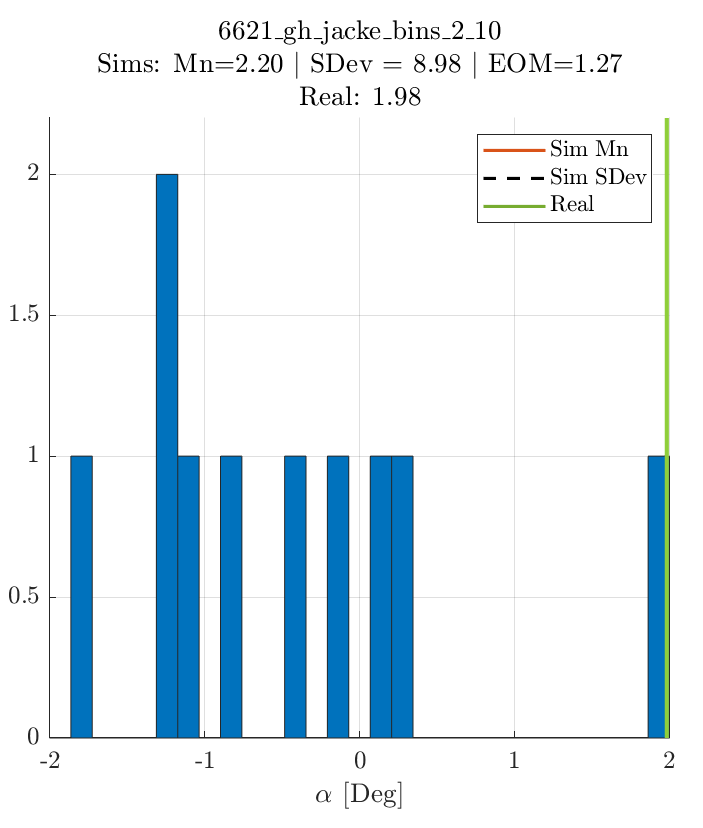 6621_gh_jacke_bins_2_10
Sims: Mn=2.20 | SDev = 8.98 | EOM=1.27
Real: 1.98
Sim Mn
Sim SDev
Real
2
1.5
1
0.5
0
-2
-1
0
1
2
α [Deg]